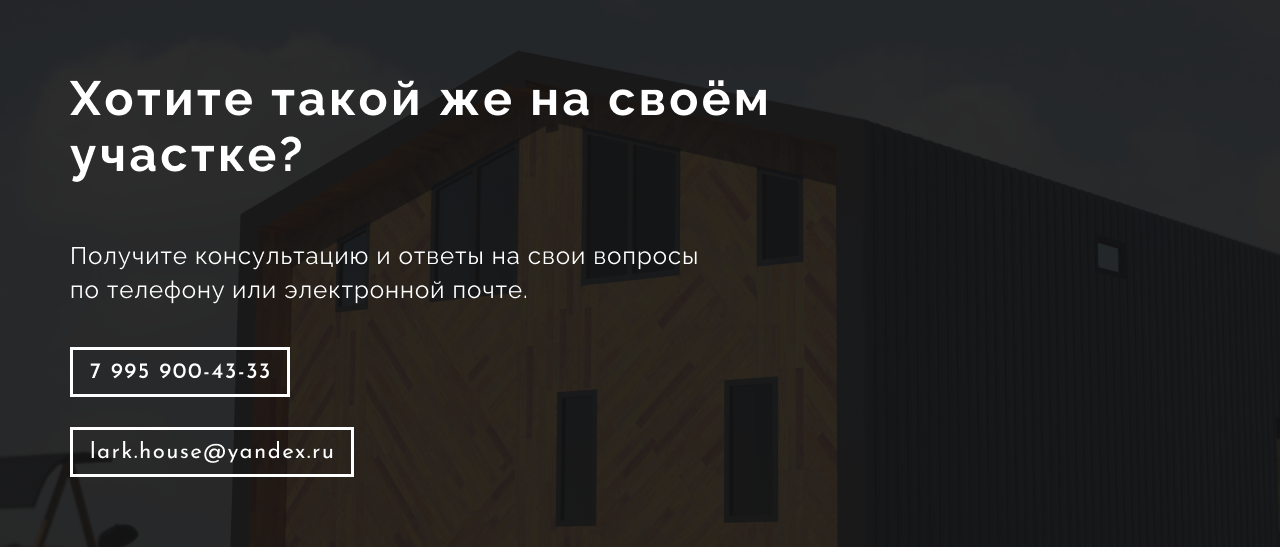 Хотите такой же на своём
участке?
Получите консультацию и ответы на свои вопросы
по телефону или электронной почте.
7 995 900-43-33
lark.house@yandex.ru